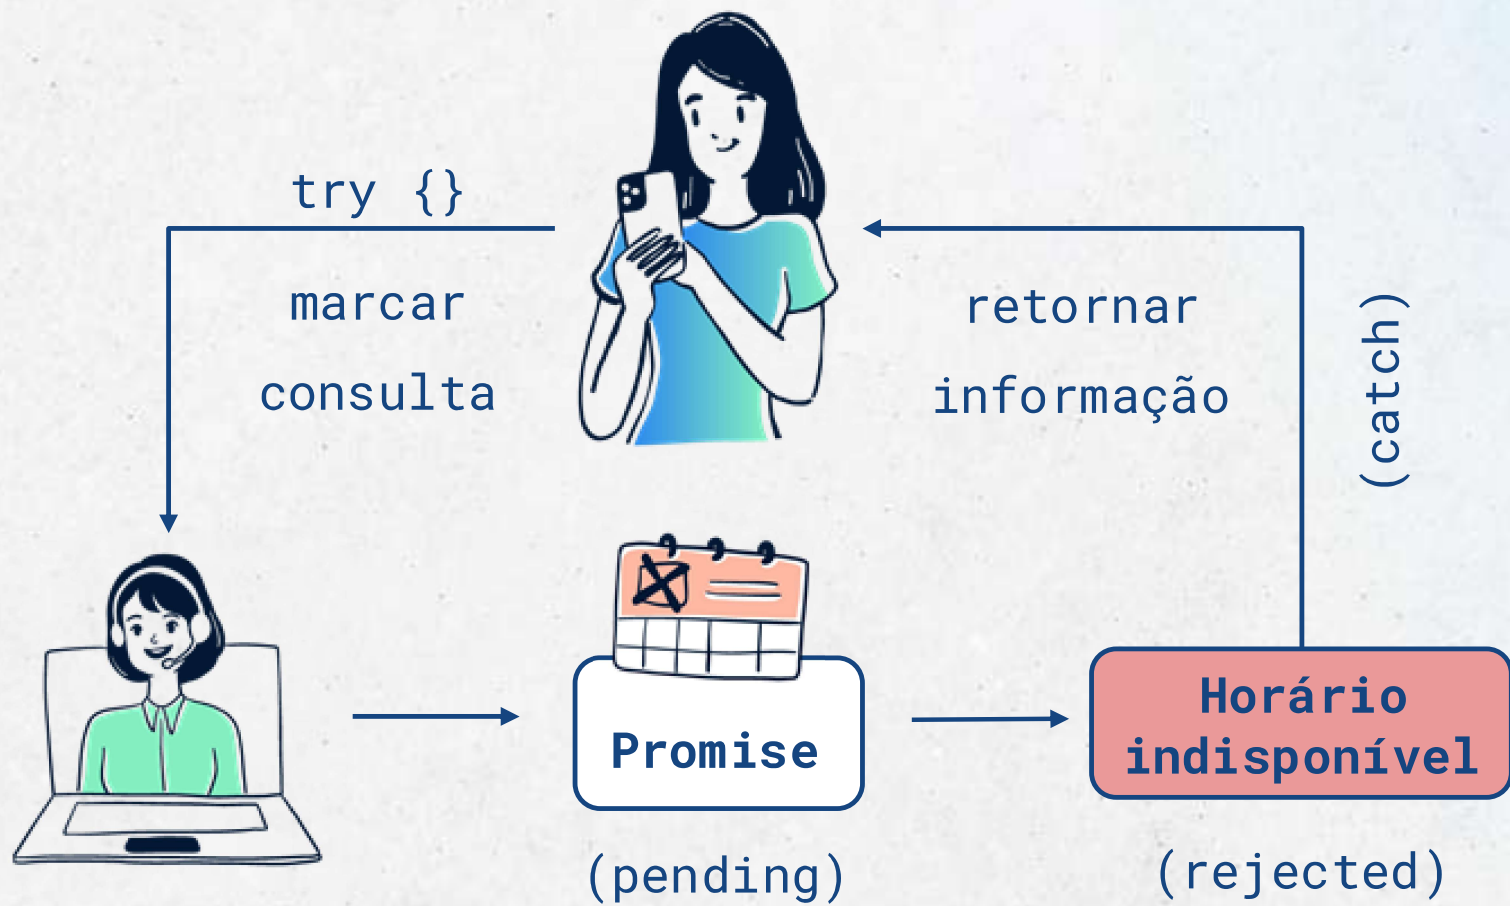 try {}
marcar
consulta
retornar
informação
(catch)
Promise
(pending)
Horário
indisponível
(rejected)